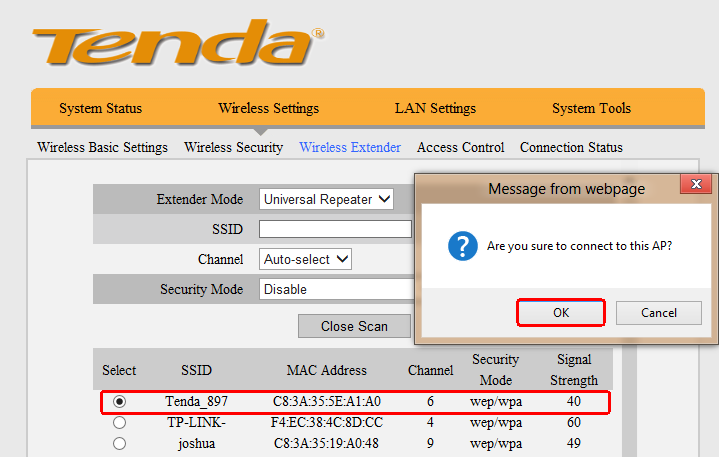 Tenda®
System Status Wireless Settings LAN Settings System Tools
Wireless Basic Settings Wireless Security Wireless Extender Access Control Connection Status
Message from webpage
X
Are you sure to connect to this AP?
OK Cancel
Extender Mode Universal Repeater
SSID
Channel Auto-select
Security Mode Disable
Close Scan
Select SSID MAC Address Channel Security Mode Signal Strength
Tenda_897 C8:3A:35:5E:A1:A0 6 wep/wpa 40
TP-LINK- F4:EC:38:4C:8D:CC 4 wep/wpa 60
joshua C8:3A:35:19:A0:48 9 wep/wpa 49